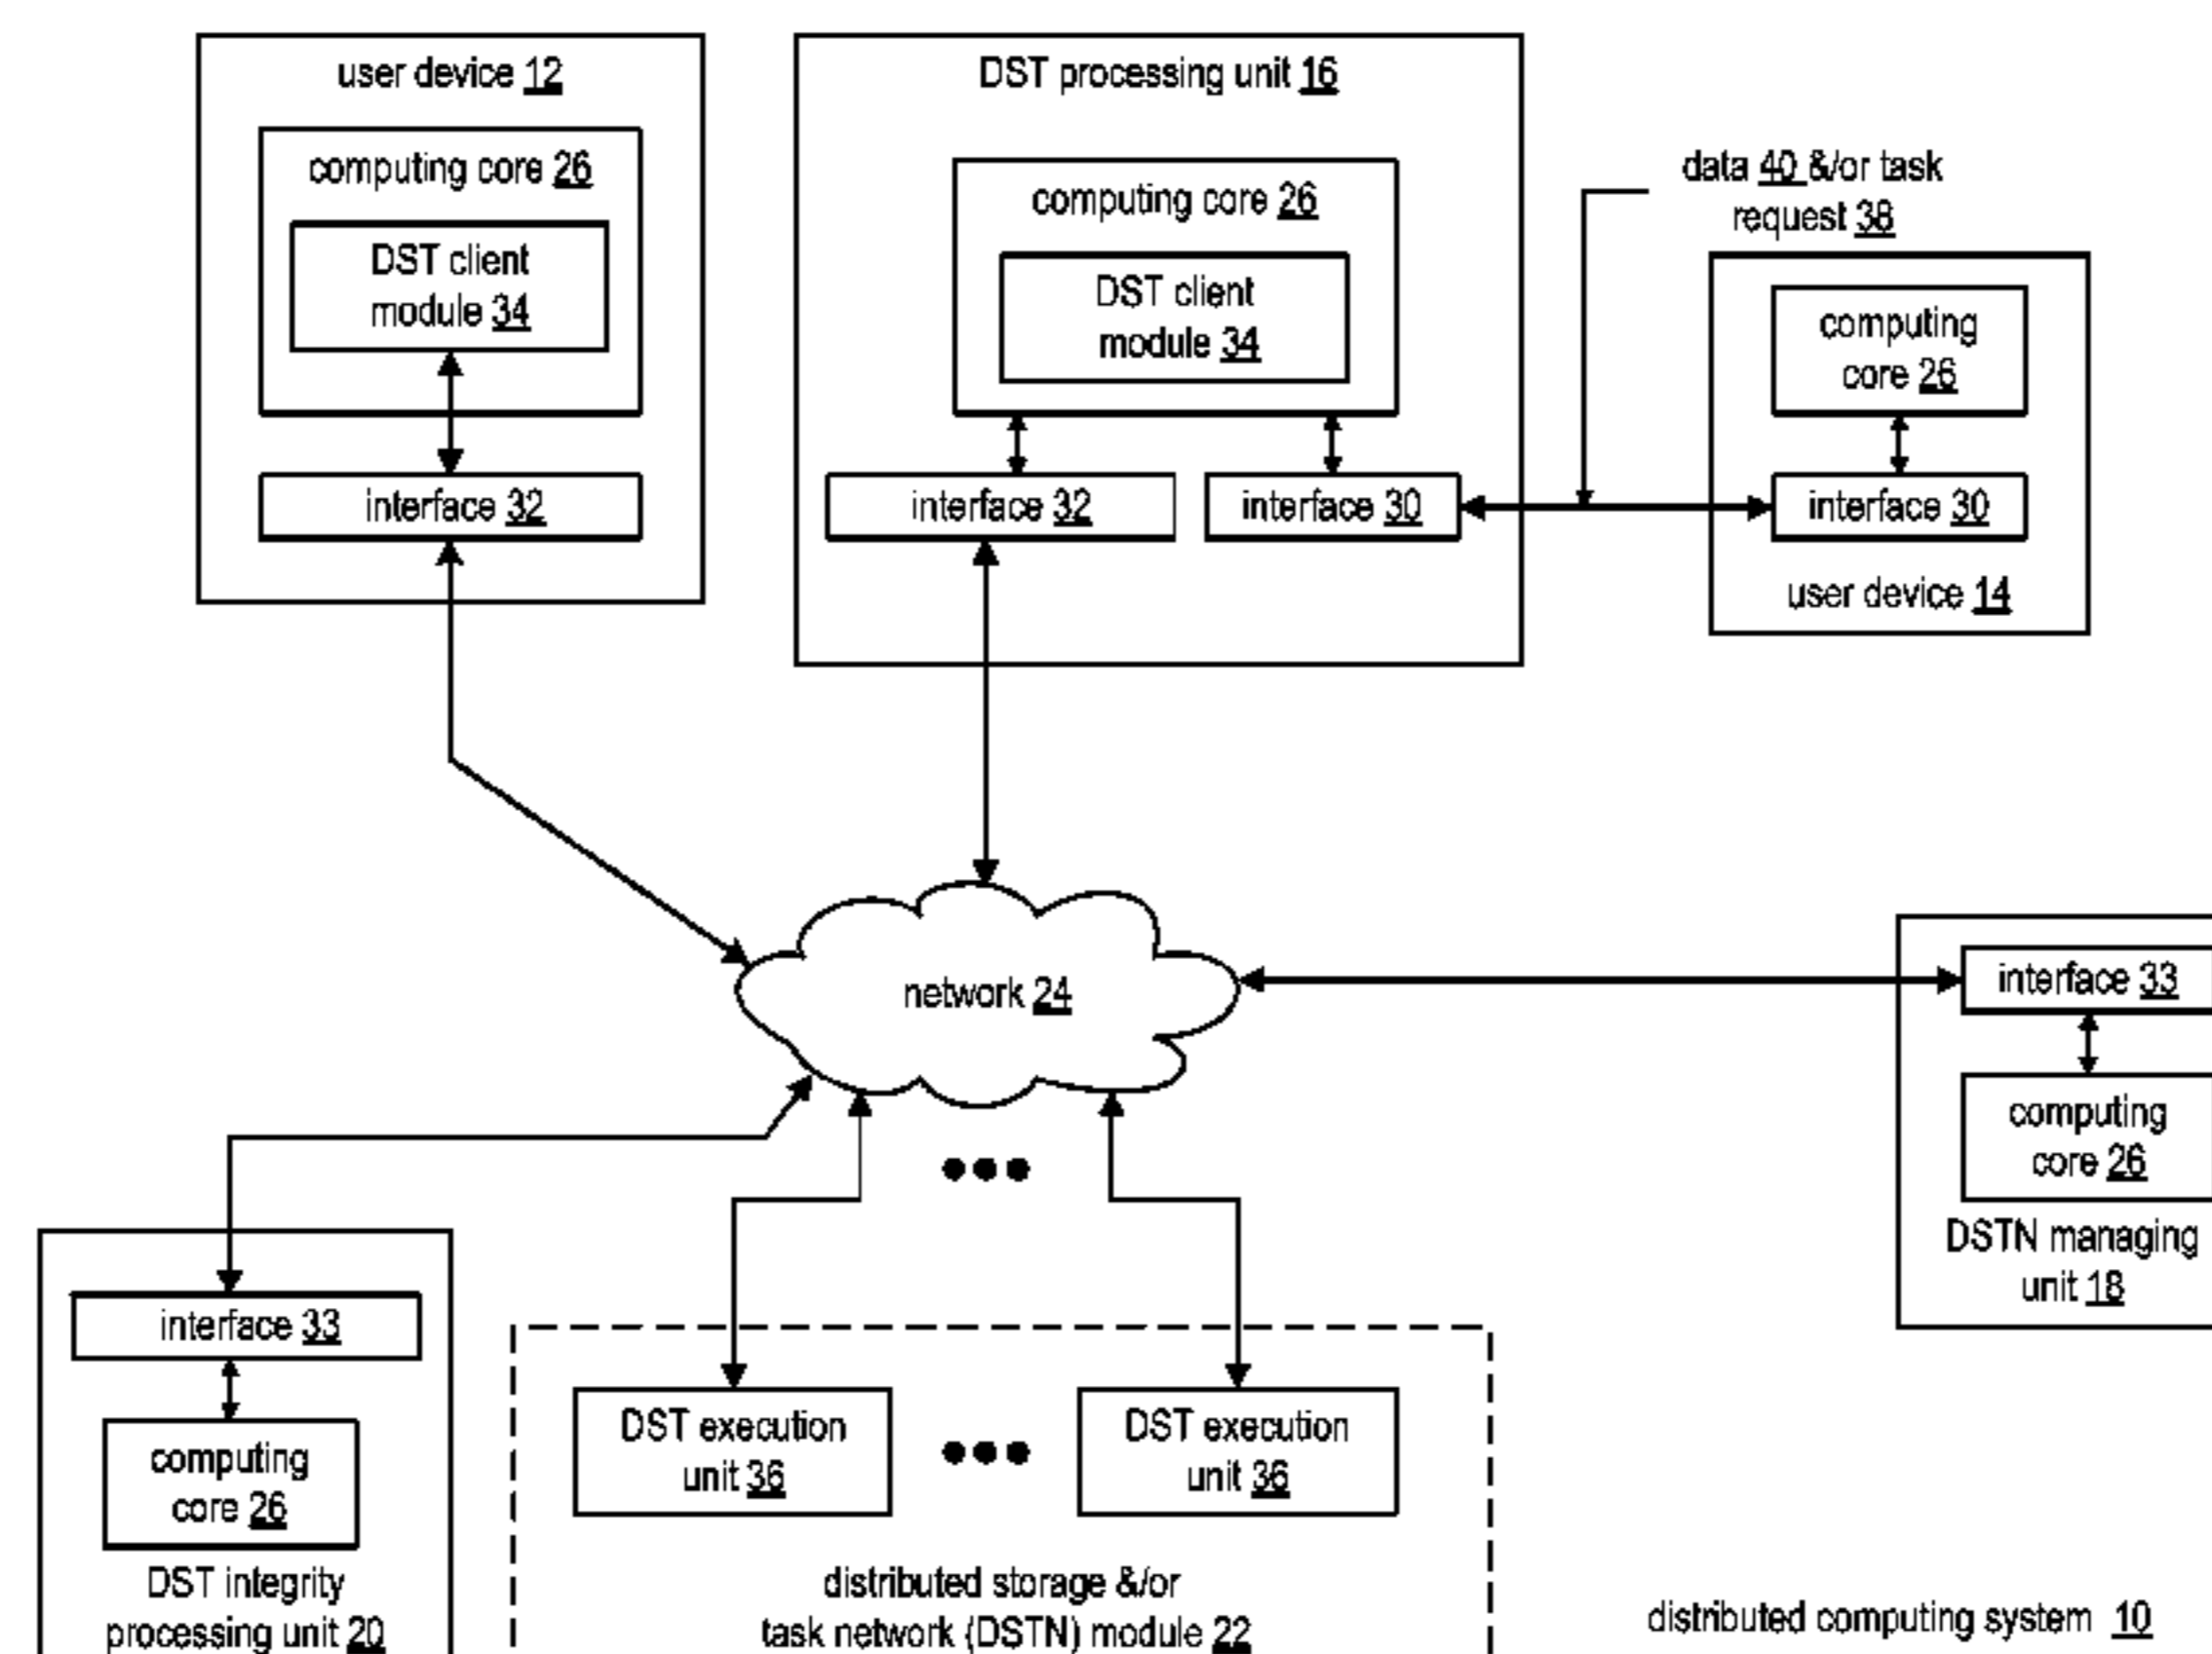 user device 12
computing core 26
DST client
module 34
interface 32
DST processing unit 16
computing core 26
DST client
module 34
interface 32
interface 30
data 40 &/or task
request 38
computing
core 26
interface 30
user device 14
network 24
interface 33
computing
core 26
DSTN managing
unit 18
interface 33
computing
core 26
DST integrity
processing unit 20
DST execution
unit 36
DST execution
unit 36
distributed storage &/or
task network (DSTN) module 22
distributed computing system 10